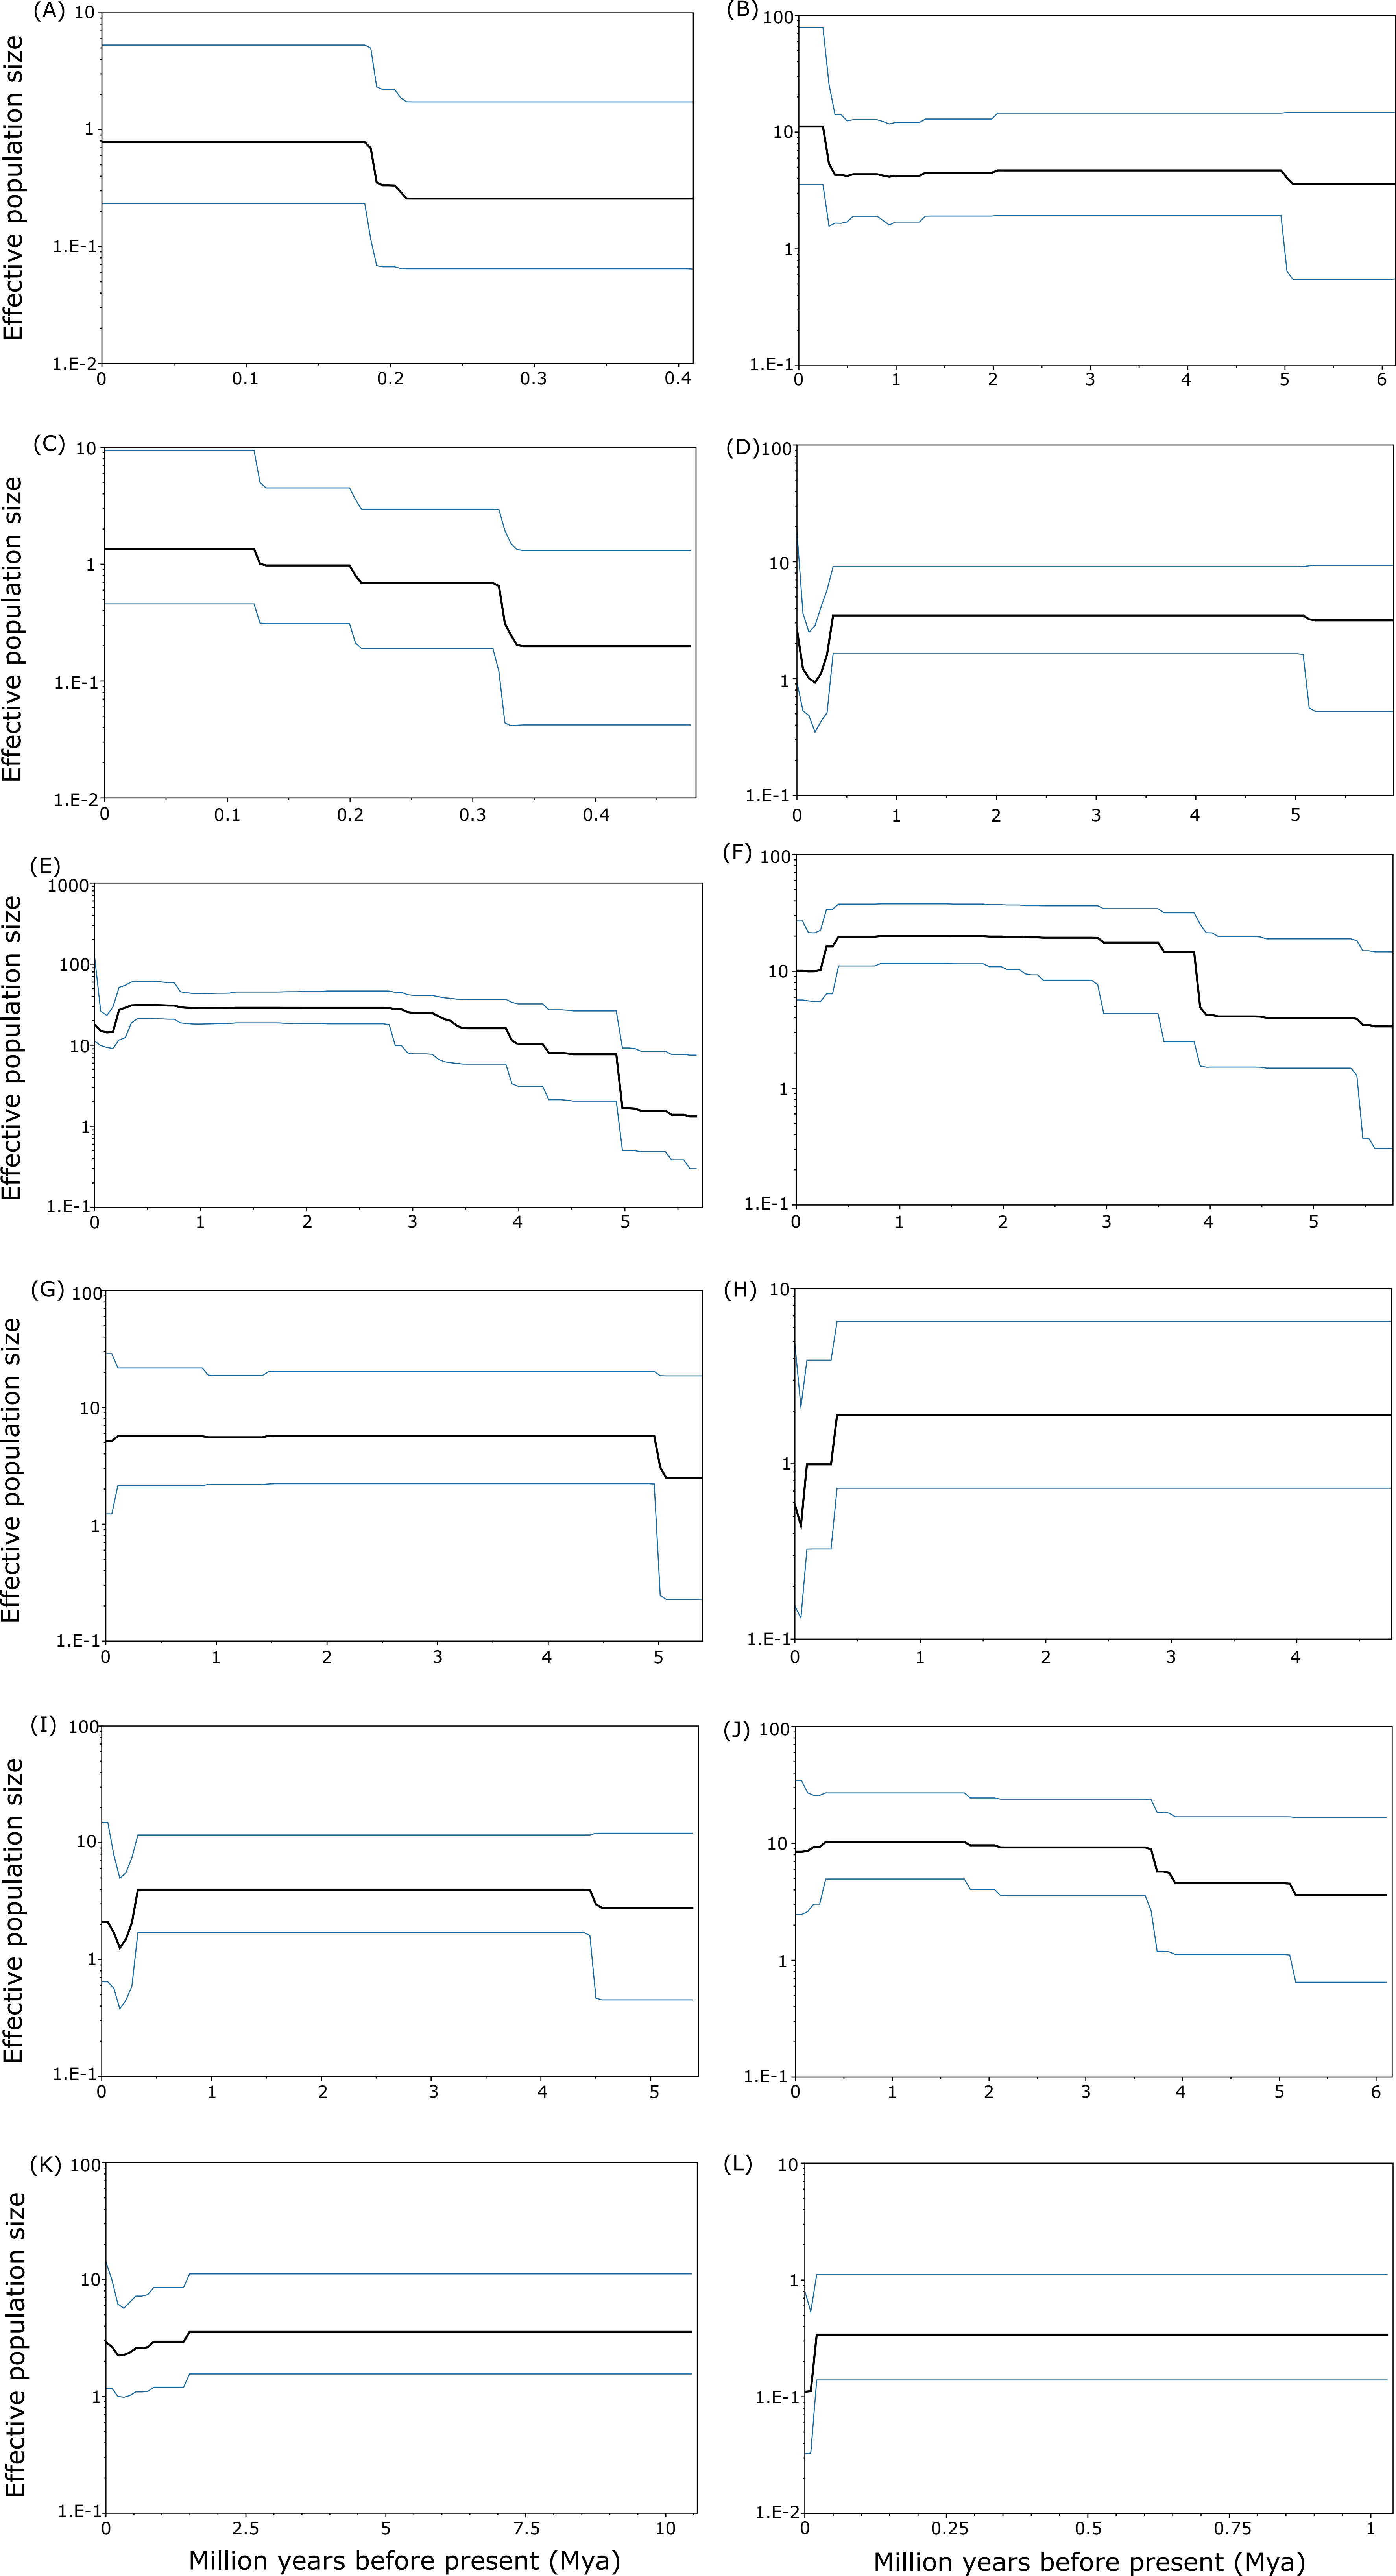 (A)
10
1
1.E-1
1.E-2
0 0.1 0.2 0.3 0.4
Effective population size
(B)
100
10
1
1.E-1
0 1 2 3 4 5 6
(C)
10
1
1.E-1
1.E-2
0 0.1 0.2 0.3 0.4
Effective population size
(D)
100
10
1
1.E-1
0 1 2 3 4 5
(E)
1000
100
10
1
1.E-1
0 1 2 3 4 5
Effective population size
(F)
100
10
1
1.E-1
0 1 2 3 4 5
(G)
100
10
1
1.E-1
0 1 2 3 4 5
Effective population size
(H)
10
1
1.E-1
0 1 2 3 4
(I)
100
10
1
1.E-1
0 1 2 3 4 5
Effective population size
(J)
100
10
1
1.E-1
0 1 2 3 4 5 6
(K)
100
10
1
1.E-1
0 2.5 5 7.5 10
Effective population size
Million years before present (Mya)
(L)
10
1
1.E-1
1.E-2
0 0.25 0.5 0.75 1
Million years before present (Mya)